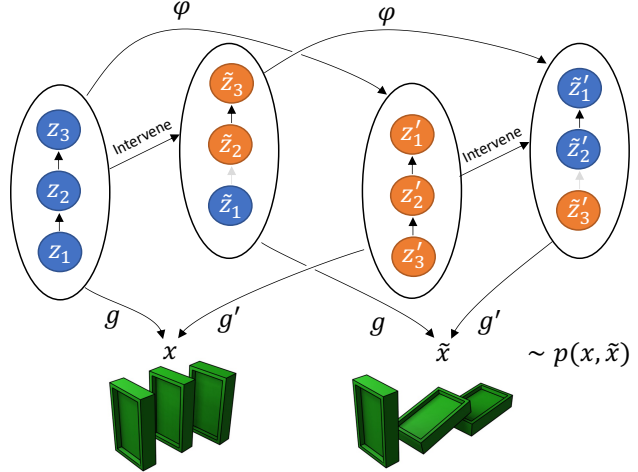 φ
φ
z₃
z₂
z₁
Intervene
z̃₃
z̃₂
z̃₁
z₁′
z₂′
z₃′
Intervene
z̃₁′
z̃₂′
z̃₃′
g
g′
g
g′
x
x̃
~ p(x, x̃)